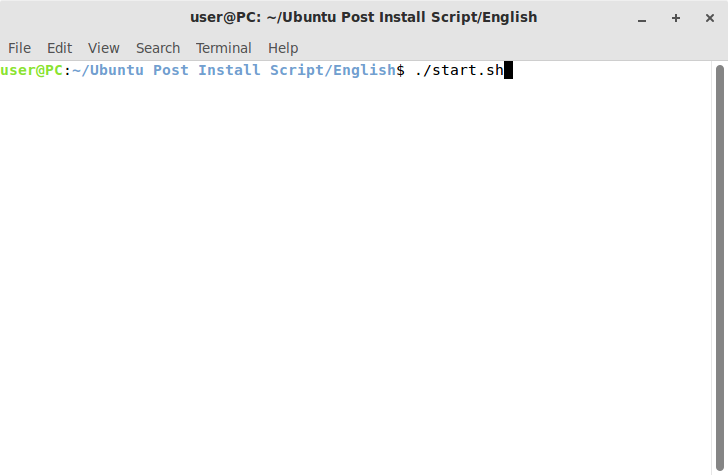 user@PC: ~/Ubuntu Post Install Script/English
File Edit View Search Terminal Help
user@PC:~/Ubuntu Post Install Script/English$ ./start.sh